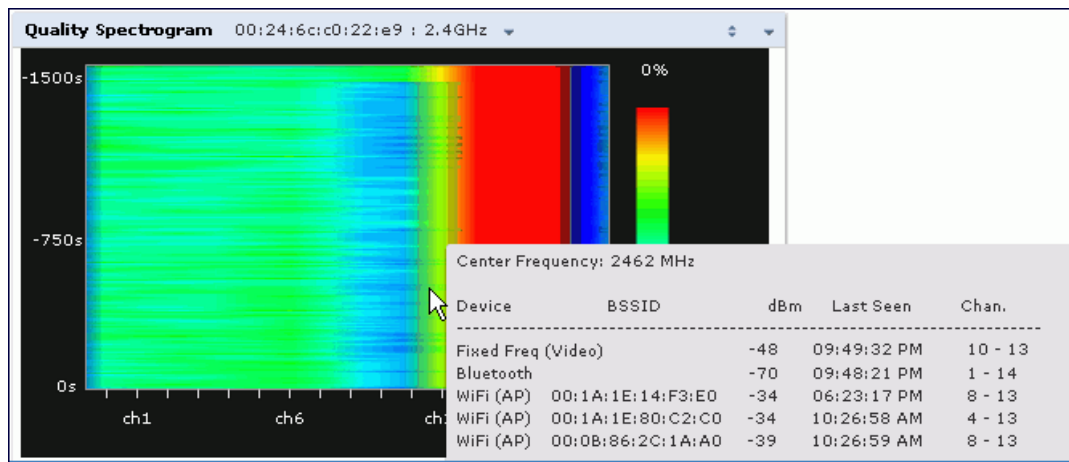 Quality Spectrogram 00:24:6c:c0:22:e9 : 2.4GHz
-1500s
0%
-750s
0s
ch1 ch6 ch1
Center Frequency: 2462 MHz
Device BSSID dBm Last Seen Chan.
Fixed Freq (Video) -48 09:49:32 PM 10 - 13
Bluetooth -70 09:48:21 PM 1 - 14
WiFi (AP) 00:1A:1E:14:F3:E0 -34 06:23:17 PM 8 - 13
WiFi (AP) 00:1A:1E:80:C2:C0 -34 10:26:58 AM 4 - 13
WiFi (AP) 00:0B:86:2C:1A:A0 -39 10:26:59 AM 8 - 13